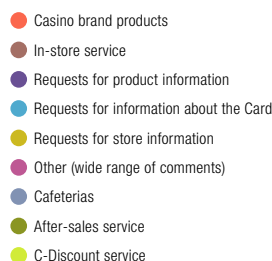 Casino brand products
In-store service
Requests for product information
Requests for information about the Card
Requests for store information
Other (wide range of comments)
Cafeterias
After-sales service
C-Discount service